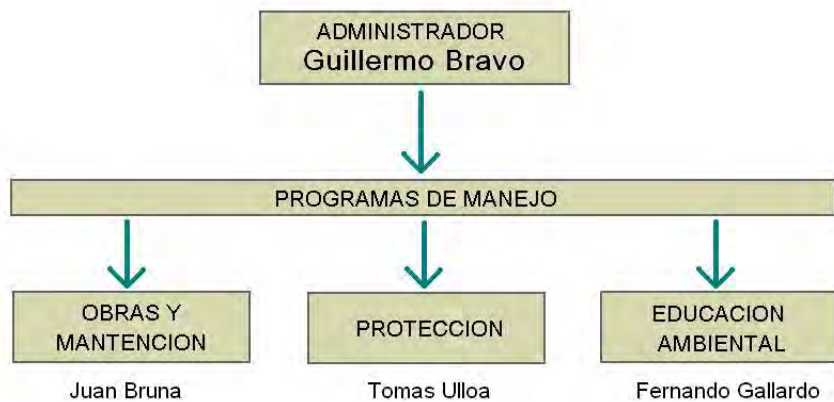 ADMINISTRADOR
Guillermo Bravo
PROGRAMAS DE MANEJO
OBRAS Y
MANTENCION
PROTECCION
EDUCACION
AMBIENTAL
Juan Bruna
Tomas Ulloa
Fernando Gallardo